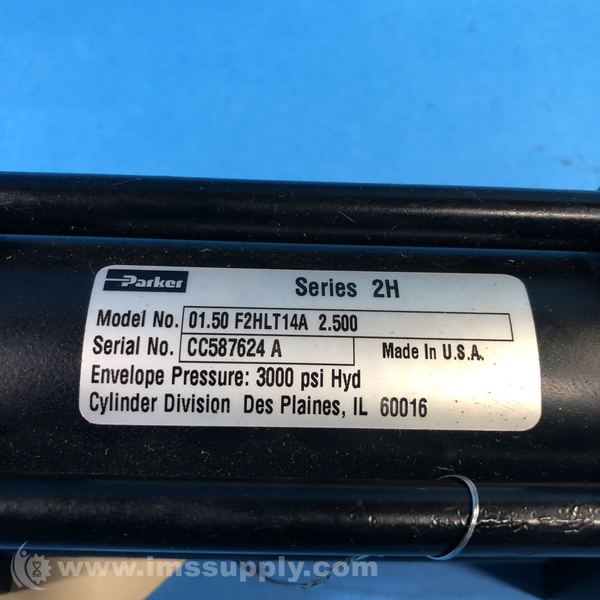 Parker
Series 2H
Model No. 01.50 F2HLT14A 2.500
Serial No. CC587624 A Made In U.S.A.
Envelope Pressure: 3000 psi Hyd
Cylinder Division Des Plaines, IL 60016
www.imssupply.com